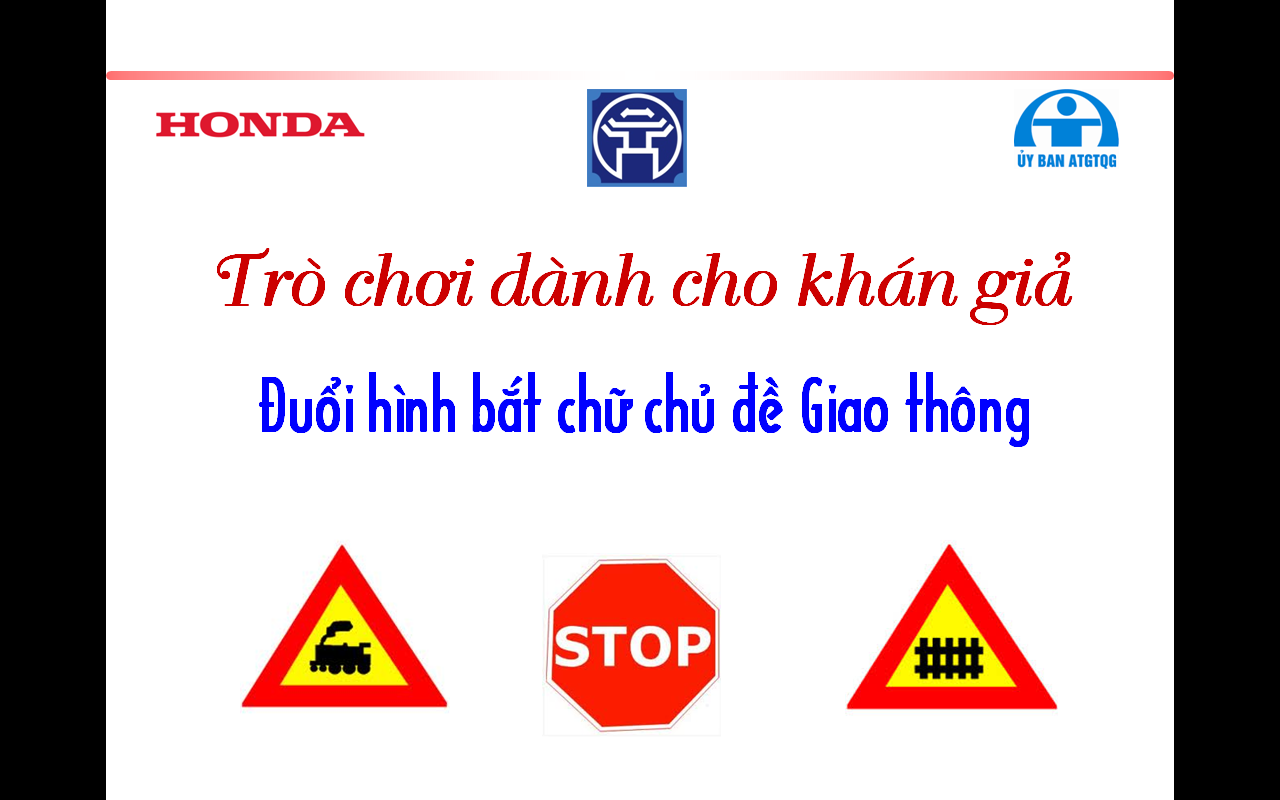 HONDA
ỦY BAN ATGTQG
Trò chơi dành cho khán giả
Đuổi hình bắt chữ chủ đề Giao thông
STOP